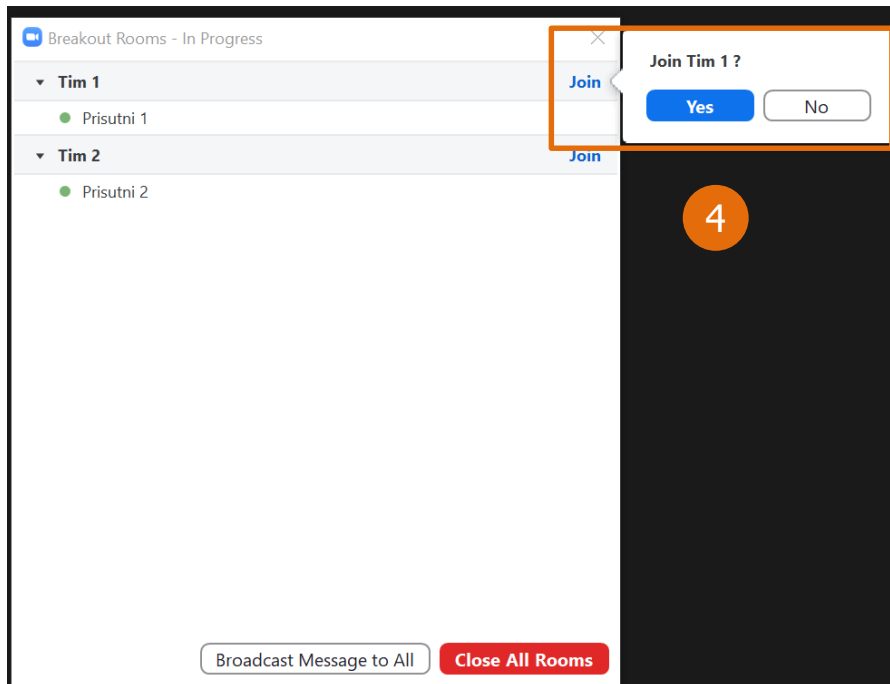 Breakout Rooms - In Progress
Tim 1
Join
Prisutni 1
Tim 2
Join
Prisutni 2
Join Tim 1 ?
Yes
No
4
Broadcast Message to All
Close All Rooms